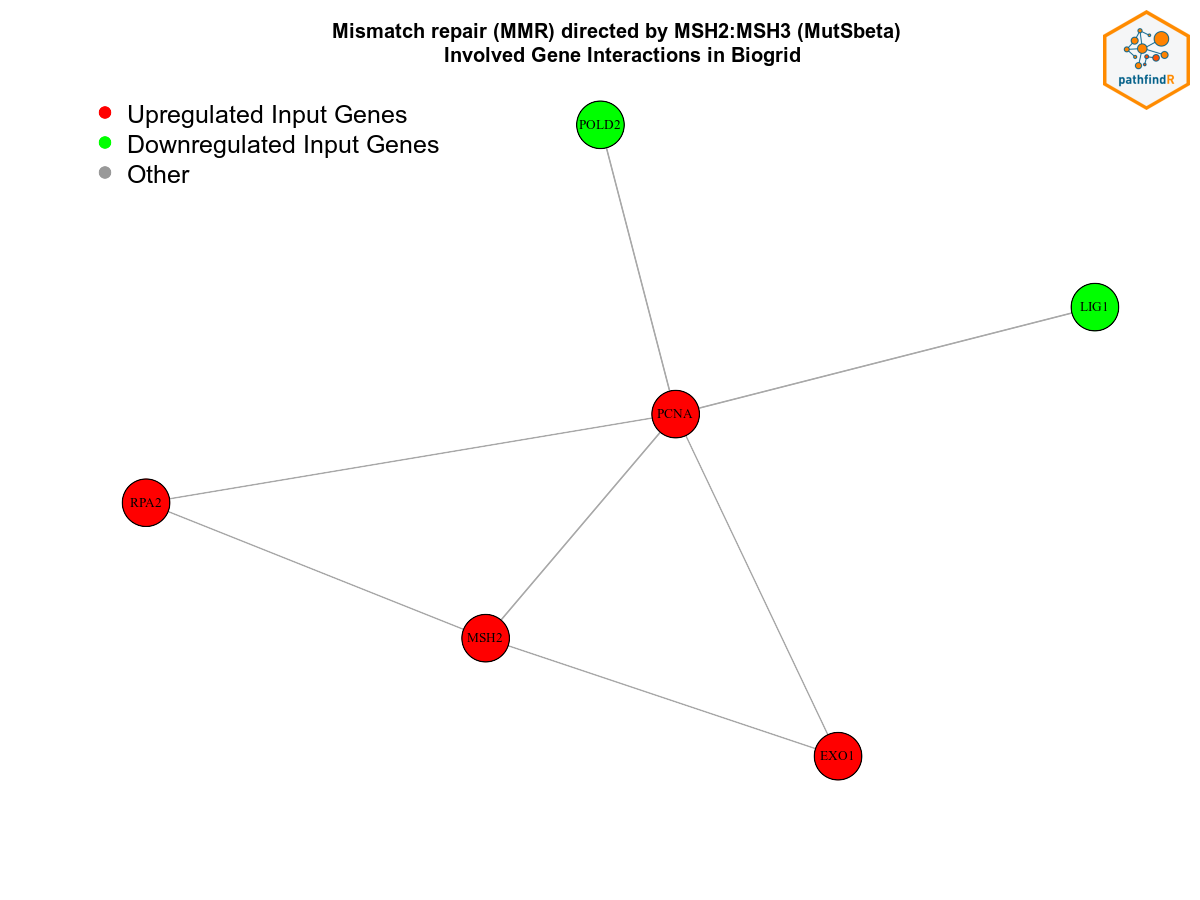 Mismatch repair (MMR) directed by MSH2:MSH3 (MutSbeta)
Involved Gene Interactions in Biogrid
pathfindR
Upregulated Input Genes
Downregulated Input Genes
Other
POLD2
LIG1
PCNA
RPA2
MSH2
EXO1